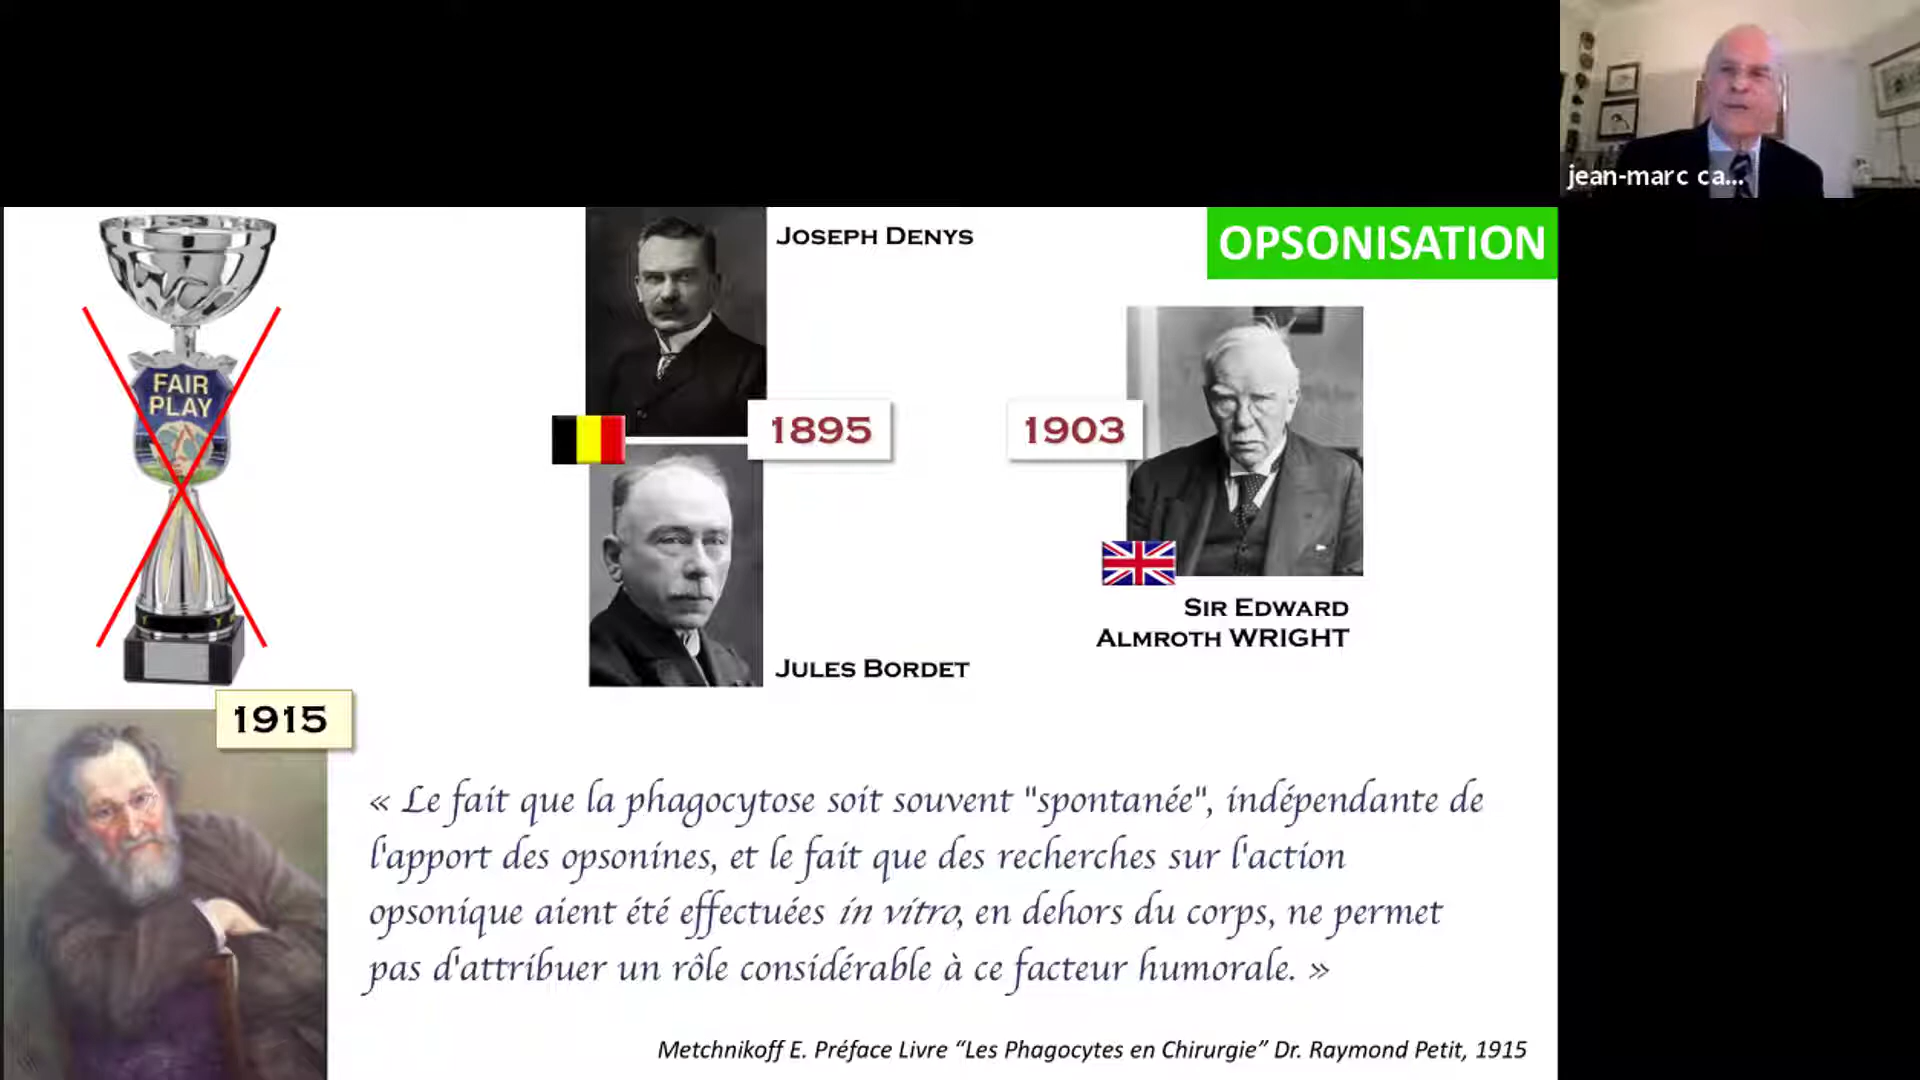 jean-marc ca...
OPSONISATION
JOSEPH DENYS
FAIR
PLAY
1895
1903
SIR EDWARD
ALMROTH WRIGHT
JULES BORDET
1915
« Le fait que la phagocytose soit souvent "spontanée", indépendante de
l'apport des opsonines, et le fait que des recherches sur l'action
opsonique aient été effectuées in vitro, en dehors du corps, ne permet
pas d'attribuer un rôle considérable à ce facteur humorale. »
Metchnikoff E. Préface Livre “Les Phagocytes en Chirurgie” Dr. Raymond Petit, 1915